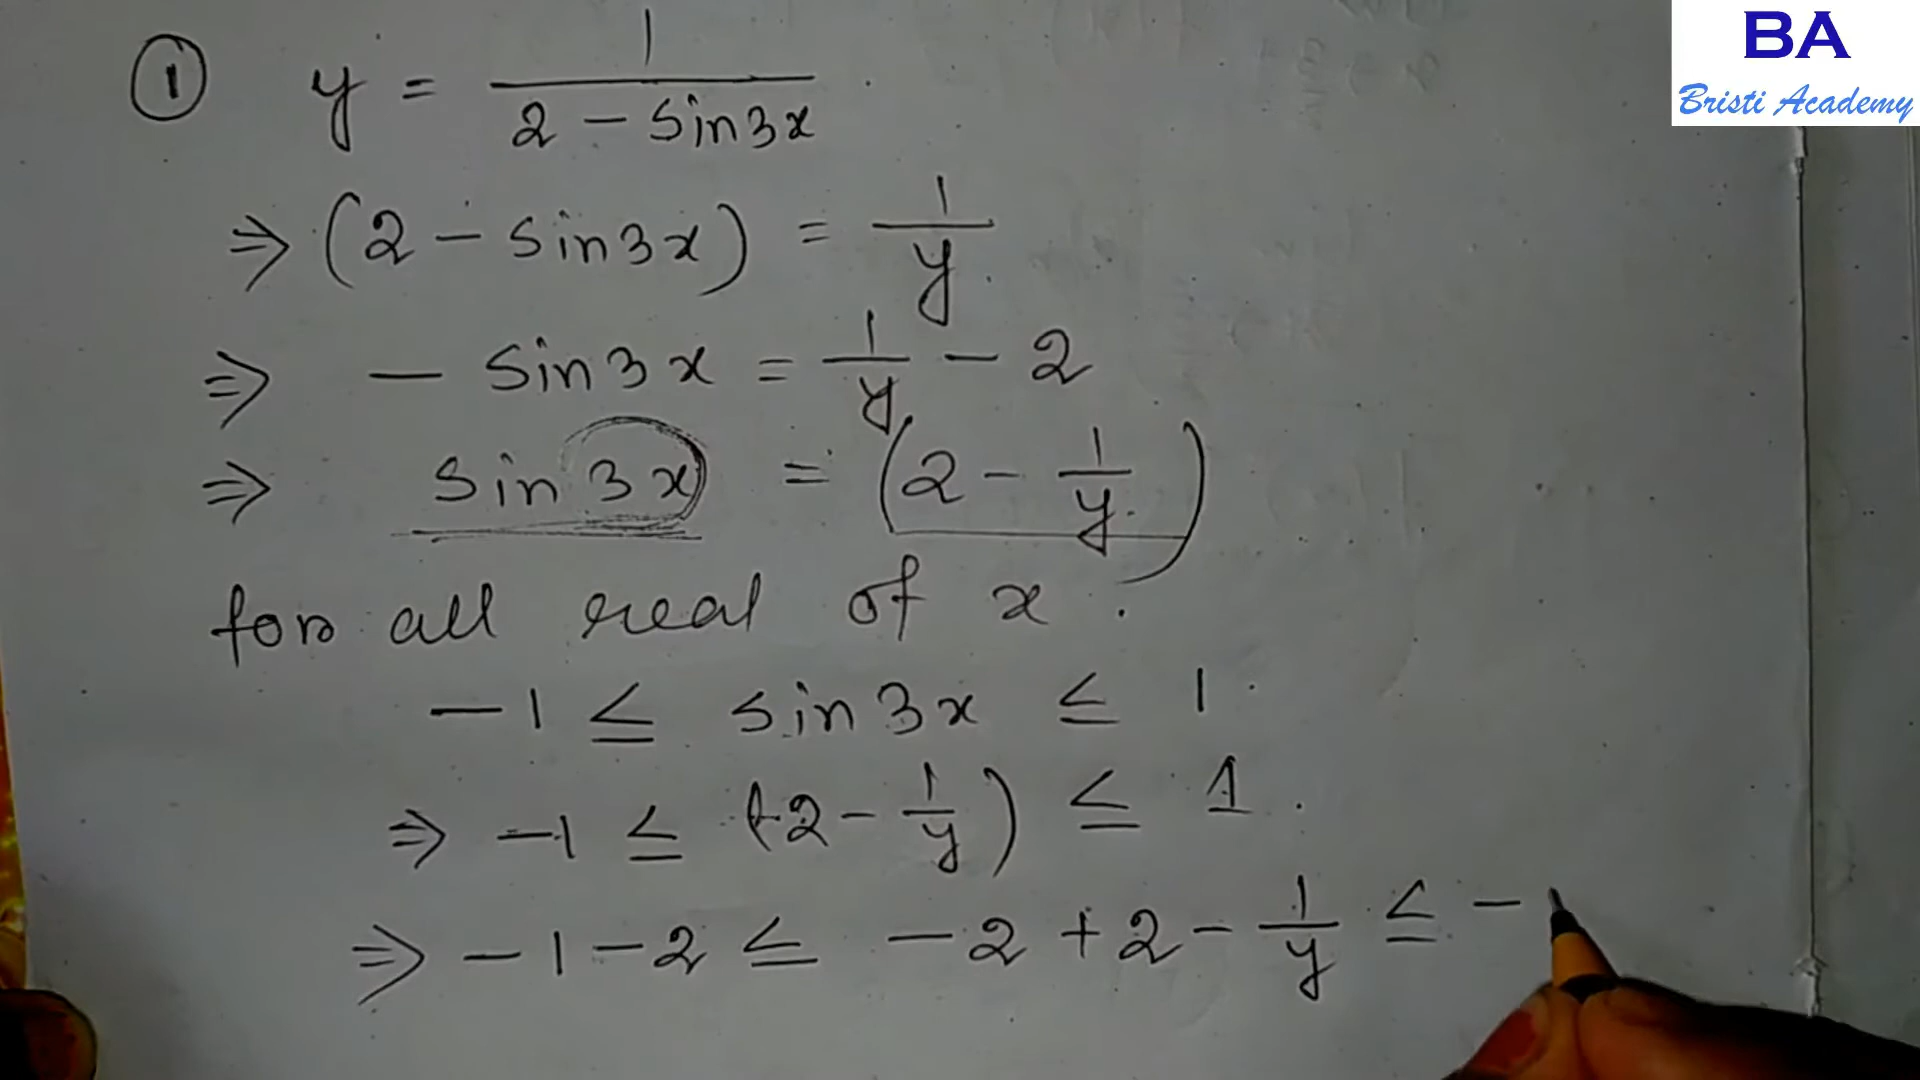 BA
Bristi Academy
① y = 1/(2 - sin3x) .
⇒ (2 - sin3x) = 1/y .
⇒ - sin3x = 1/y - 2
⇒ sin3x = (2 - 1/y)
for all real of x .
-1 ≤ sin3x ≤ 1 .
⇒ -1 ≤ (2 - 1/y) ≤ 1 .
⇒ -1 - 2 ≤ -2 + 2 - 1/y ≤ -